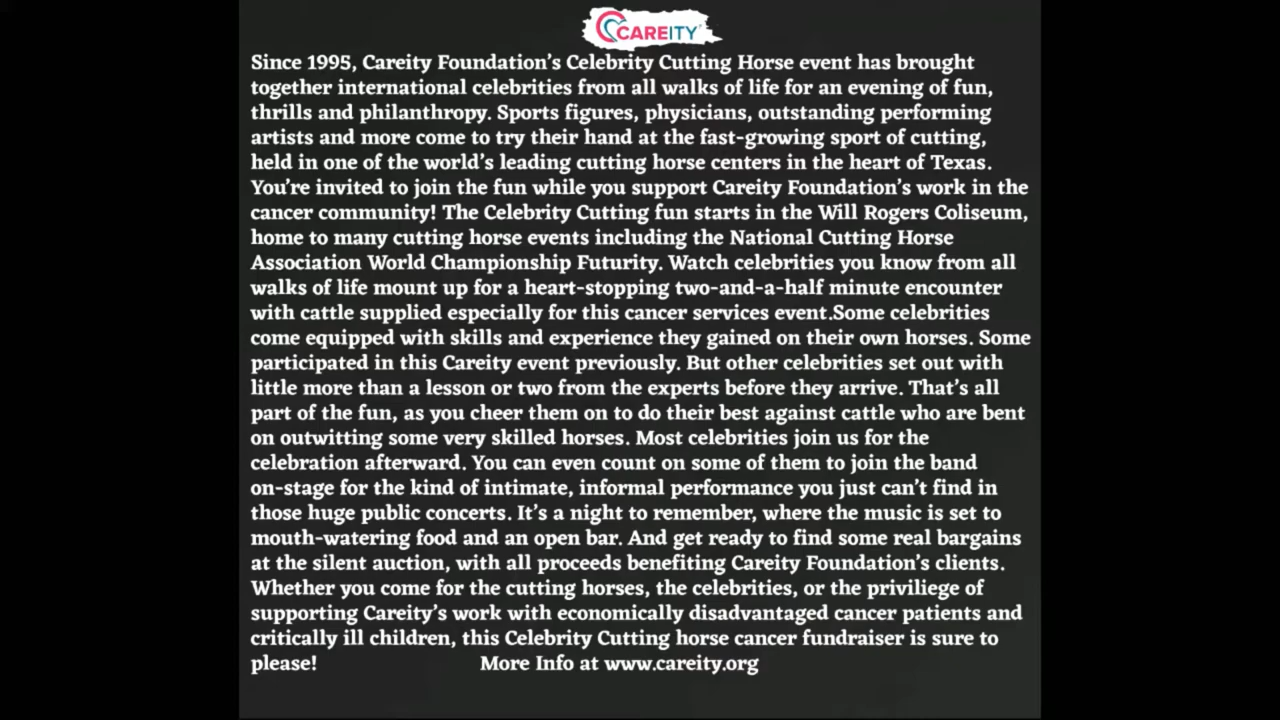 CAREITY
Since 1995, Careity Foundation's Celebrity Cutting Horse event has brought
together international celebrities from all walks of life for an evening of fun,
thrills and philanthropy. Sports figures, physicians, outstanding performing
artists and more come to try their hand at the fast-growing sport of cutting,
held in one of the world's leading cutting horse centers in the heart of Texas.
You're invited to join the fun while you support Careity Foundation's work in the
cancer community! The Celebrity Cutting fun starts in the Will Rogers Coliseum,
home to many cutting horse events including the National Cutting Horse
Association World Championship Futurity. Watch celebrities you know from all
walks of life mount up for a heart-stopping two-and-a-half minute encounter
with cattle supplied especially for this cancer services event.Some celebrities
come equipped with skills and experience they gained on their own horses. Some
participated in this Careity event previously. But other celebrities set out with
little more than a lesson or two from the experts before they arrive. That's all
part of the fun, as you cheer them on to do their best against cattle who are bent
on outwitting some very skilled horses. Most celebrities join us for the
celebration afterward. You can even count on some of them to join the band
on-stage for the kind of intimate, informal performance you just can't find in
those huge public concerts. It's a night to remember, where the music is set to
mouth-watering food and an open bar. And get ready to find some real bargains
at the silent auction, with all proceeds benefiting Careity Foundation's clients.
Whether you come for the cutting horses, the celebrities, or the priviliege of
supporting Careity's work with economically disadvantaged cancer patients and
critically ill children, this Celebrity Cutting horse cancer fundraiser is sure to
please! More Info at www.careity.org